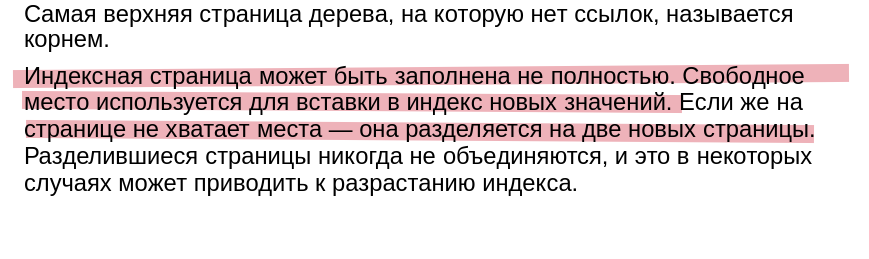 Самая верхняя страница дерева, на которую нет ссылок, называется
корнем.
Индексная страница может быть заполнена не полностью. Свободное
место используется для вставки в индекс новых значений. Если же на
странице не хватает места — она разделяется на две новых страницы.
Разделившиеся страницы никогда не объединяются, и это в некоторых
случаях может приводить к разрастанию индекса.